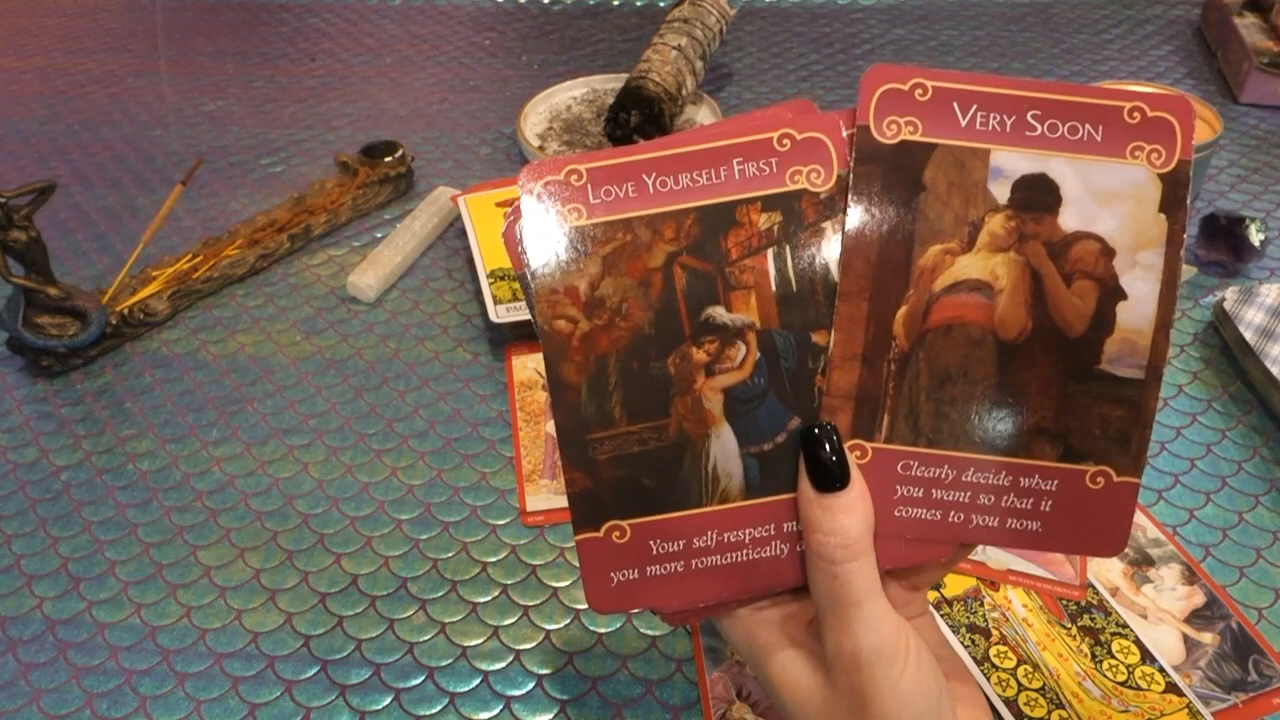 LOVE YOURSELF FIRST
Your self-respect
you more romantically
VERY SOON
Clearly decide what
you want so that it
comes to you now.